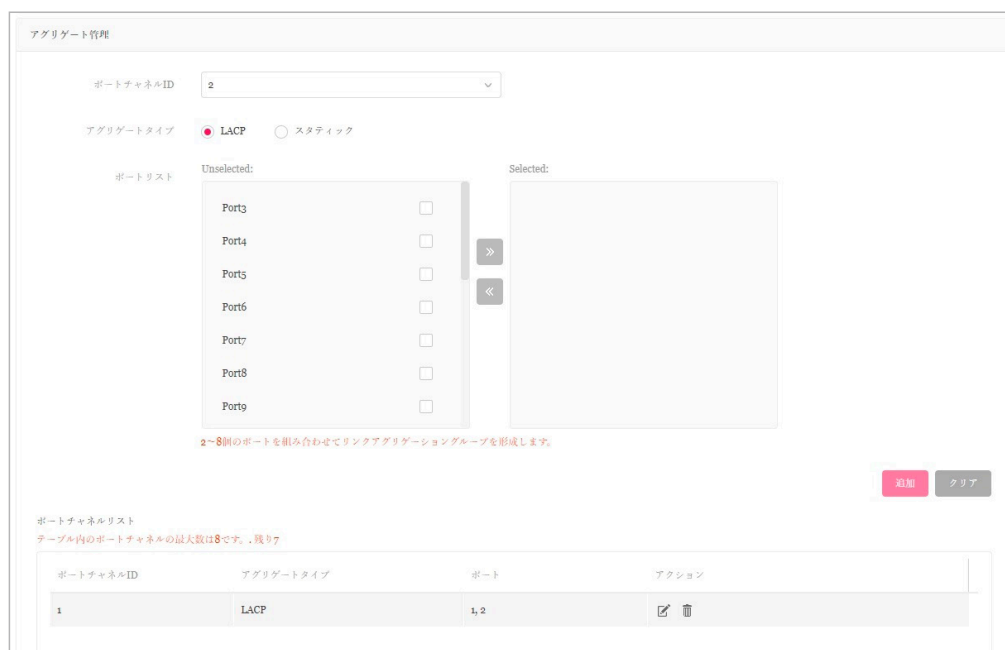 アグリゲート管理
ポートチャネルID
2
アグリゲートタイプ
LACP
スタティック
ポートリスト
Unselected:
Selected:
Port3
Port4
Port5
Port6
Port7
Port8
Port9
2～8個のポートを組み合わせてリンクアグリゲーショングループを形成します。
追加
クリア
ポートチャネルリスト
テーブル内のポートチャネルの最大数は8です。. 残り7
ポートチャネルID アグリゲートタイプ ポート アクション
1 LACP 1, 2